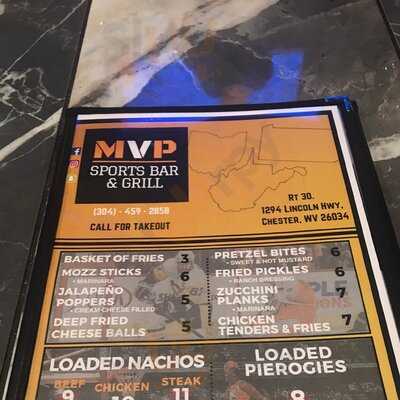 MVP
SPORTS BAR
& GRILL
(304) - 459 - 2858
CALL FOR TAKEOUT
RT 30.
1294 LINCOLN HWY,
CHESTER, WV 26034
BASKET OF FRIES 3
MOZZ STICKS 6
• MARINARA
JALAPEÑO
POPPERS 5
• CREAM CHEESE FILLED
DEEP FRIED
CHEESE BALLS 5
PRETZEL BITES 6
• SWEET & HOT MUSTARD
FRIED PICKLES 6
• RANCH DRESSING
ZUCCHINI
PLANKS 7
• MARINARA
CHICKEN
TENDERS & FRIES 7
LOADED NACHOS
BEEF CHICKEN STEAK
9 10 11
LOADED
PIEROGIES
8